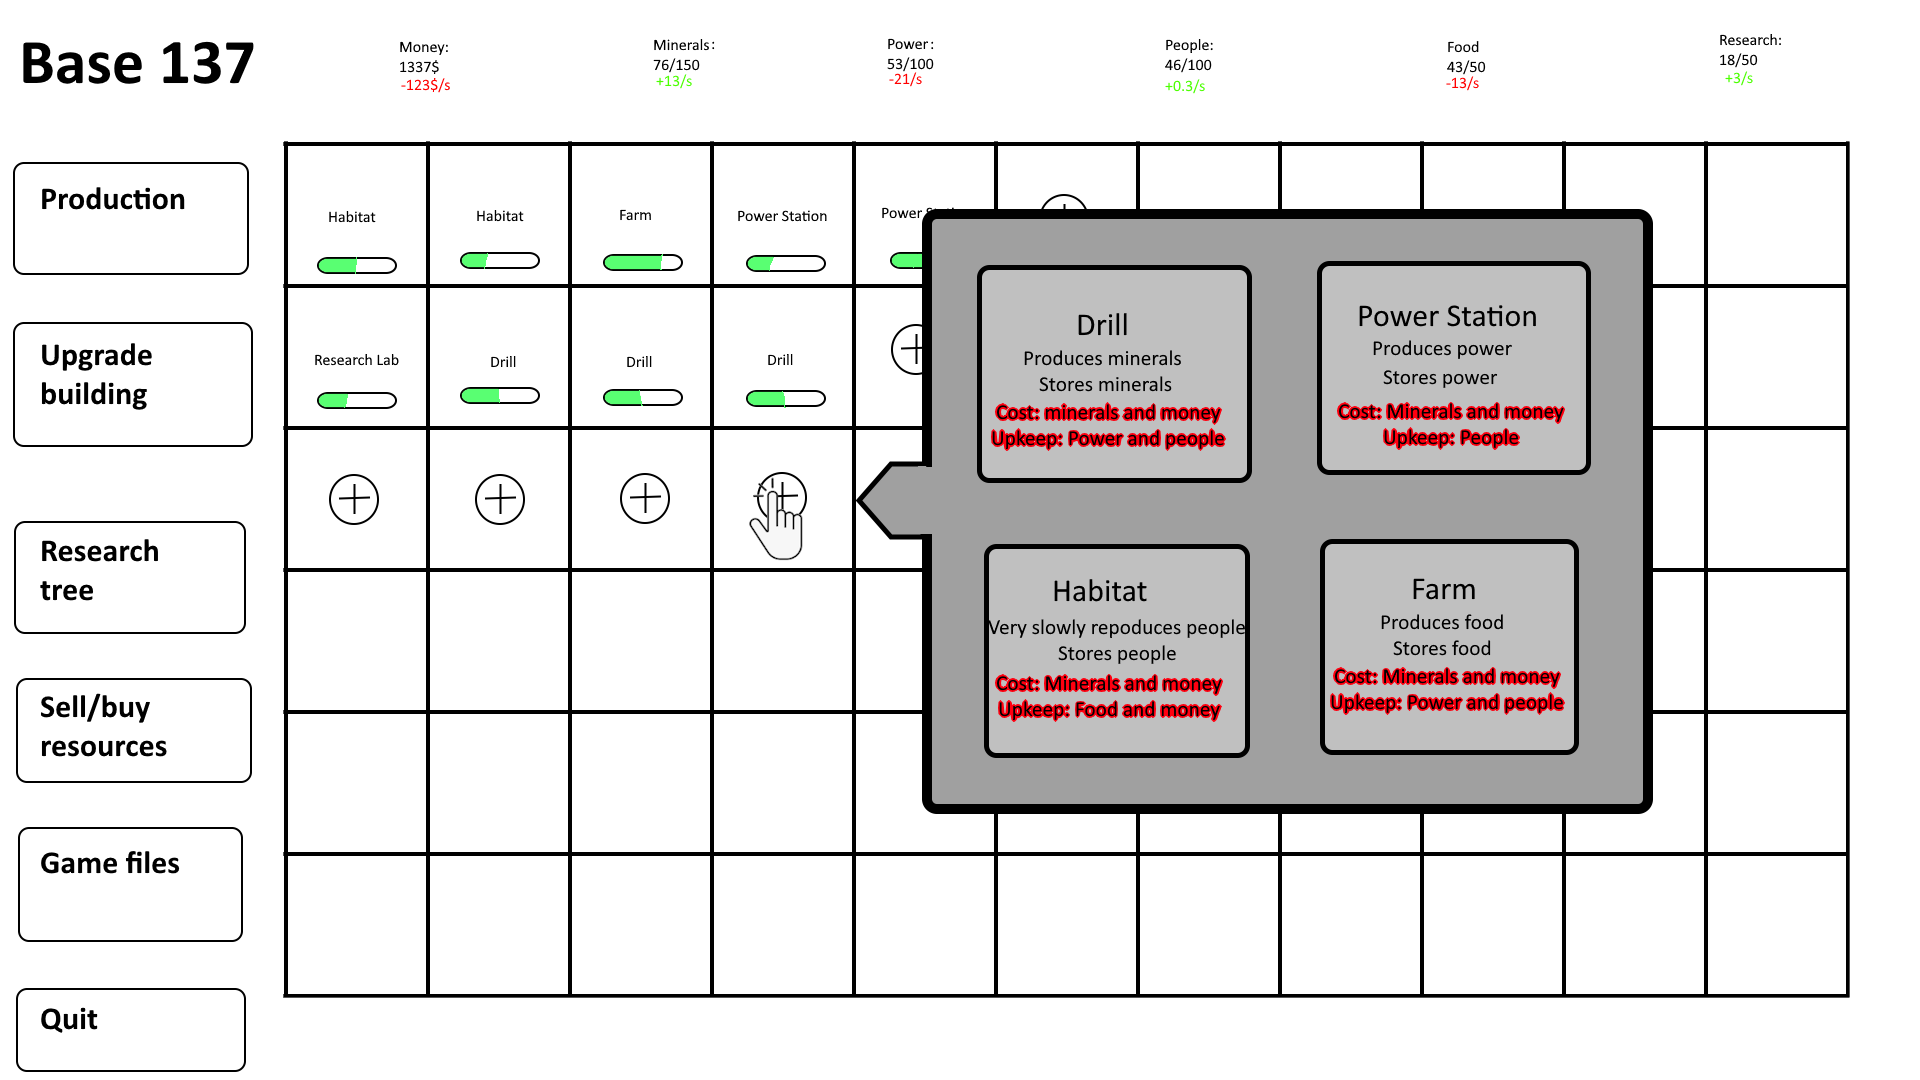 Base 137
Money:
1337$
-123$/s
Minerals:
76/150
+13/s
Power:
53/100
-21/s
People:
46/100
+0.3/s
Food
43/50
-13/s
Research:
18/50
+3/s
Production
Upgrade
building
Research
tree
Sell/buy
resources
Game files
Quit
Habitat
Habitat
Farm
Power Station
Power
Research Lab
Drill
Drill
Drill
Drill
Produces minerals
Stores minerals
Cost: minerals and money
Upkeep: Power and people
Power Station
Produces power
Stores power
Cost: Minerals and money
Upkeep: People
Habitat
Very slowly repoduces people
Stores people
Cost: Minerals and money
Upkeep: Food and money
Farm
Produces food
Stores food
Cost: Minerals and money
Upkeep: Power and people